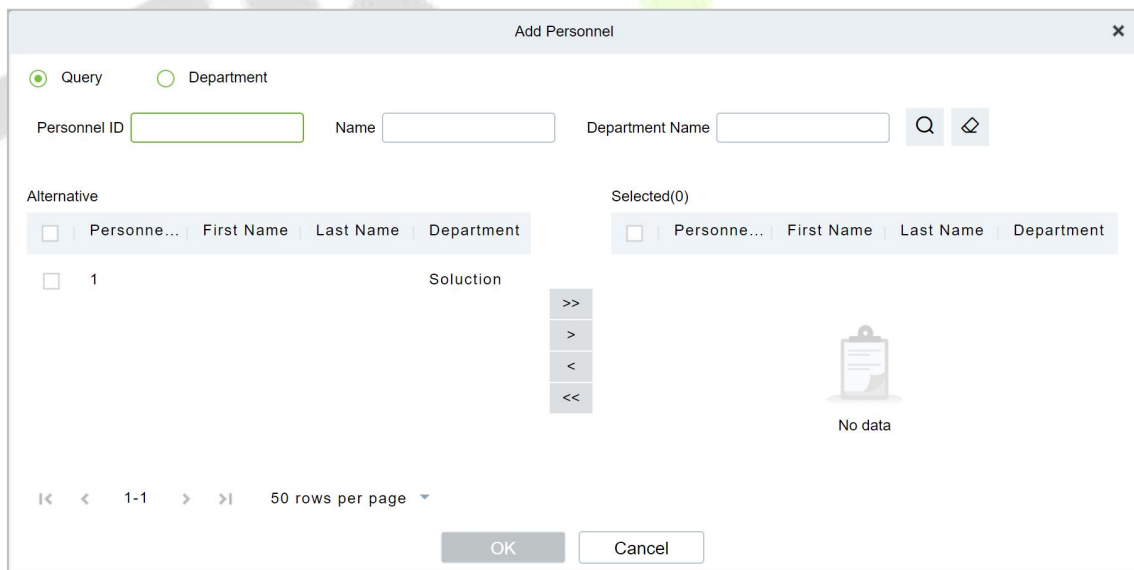 Add Personnel
Query Department
Personnel ID Name Department Name
Alternative Selected(0)
Personne... First Name Last Name Department Personne... First Name Last Name Department
1 Soluction
>>
>
<
<<
No data
1-1 50 rows per page
OK Cancel